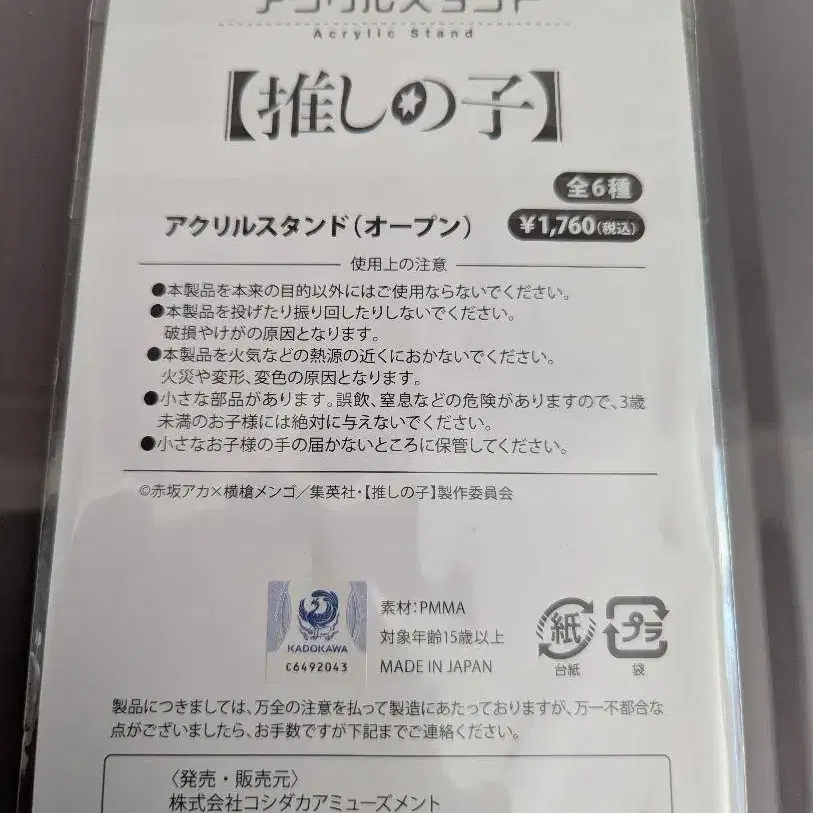 アクリルスタンド
Acrylic Stand
【推しの子】
全6種
アクリルスタンド（オープン）
¥1,760(税込)
使用上の注意
●本製品を本来の目的以外にはご使用ならないでください。
●本製品を投げたり振り回したりしないでください。
破損やけがの原因となります。
●本製品を火気などの熱源の近くにおかないでください。
火災や変形、変色の原因となります。
●小さな部品があります。誤飲、窒息などの危険がありますので、3歳
未満のお子様には絶対に与えないでください。
●小さなお子様の手の届かないところに保管してください。
©赤坂アカ×横槍メンゴ／集英社・【推しの子】製作委員会
KADOKAWA
C6492043
素材:PMMA
対象年齢15歳以上
MADE IN JAPAN
紙
台紙
プラ
袋
製品につきましては、万全の注意を払って製造にあたっておりますが、万一不都合な
点がございましたら、お手数ですが下記までご連絡ください。
〈発売・販売元〉
株式会社コシダカアミューズメント